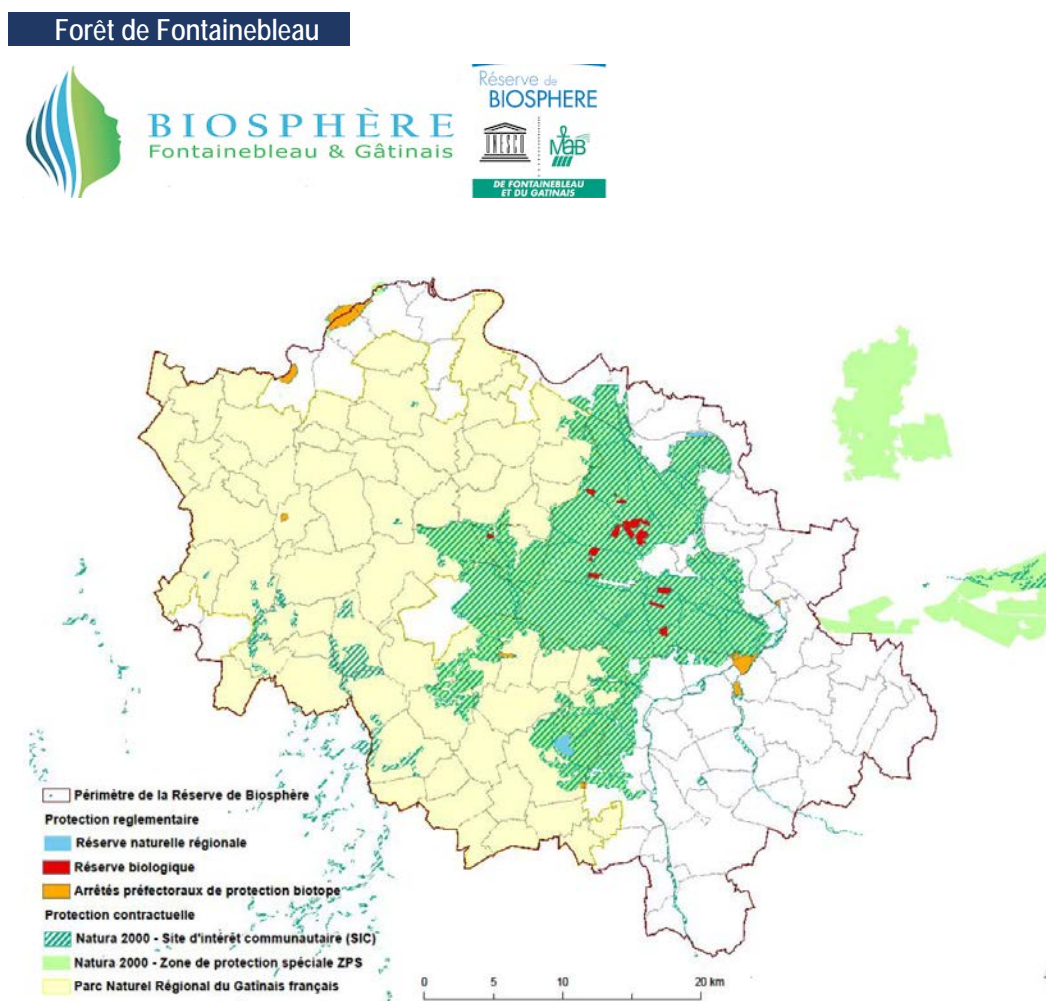 Forêt de Fontainebleau
BIOSPHÈRE
Fontainebleau & Gâtinais
Réserve de
BIOSPHERE
UNESCO
MaB
DE FONTAINEBLEAU
ET DU GATINAIS
Périmètre de la Réserve de Biosphère
Protection reglementaire
Réserve naturelle régionale
Réserve biologique
Arrêtés préfectoraux de protection biotope
Protection contractuelle
Natura 2000 - Site d'intérêt communautaire (SIC)
Natura 2000 - Zone de protection spéciale ZPS
Parc Naturel Régional du Gatînais français
0 5 10 20 km